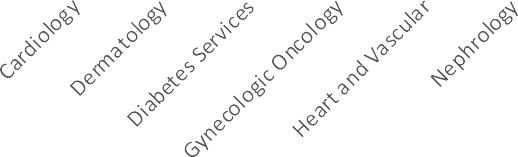 Cardiology
Dermatology
Diabetes Services
Gynecologic Oncology
Heart and Vascular
Nephrology